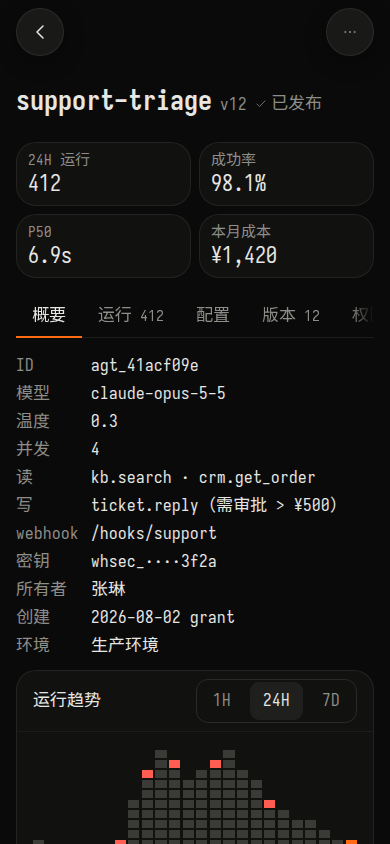 support-triage v12 ✓ 已发布
24H 运行
412
成功率
98.1%
P50
6.9s
本月成本
¥1,420
概要 运行 412 配置 版本 12 权
ID agt_41acf09e
模型 claude-opus-5-5
温度 0.3
并发 4
读 kb.search · crm.get_order
写 ticket.reply (需审批 > ¥500)
webhook /hooks/support
密钥 whsec_····3f2a
所有者 张琳
创建 2026-08-02 grant
环境 生产环境
运行趋势 1H 24H 7D